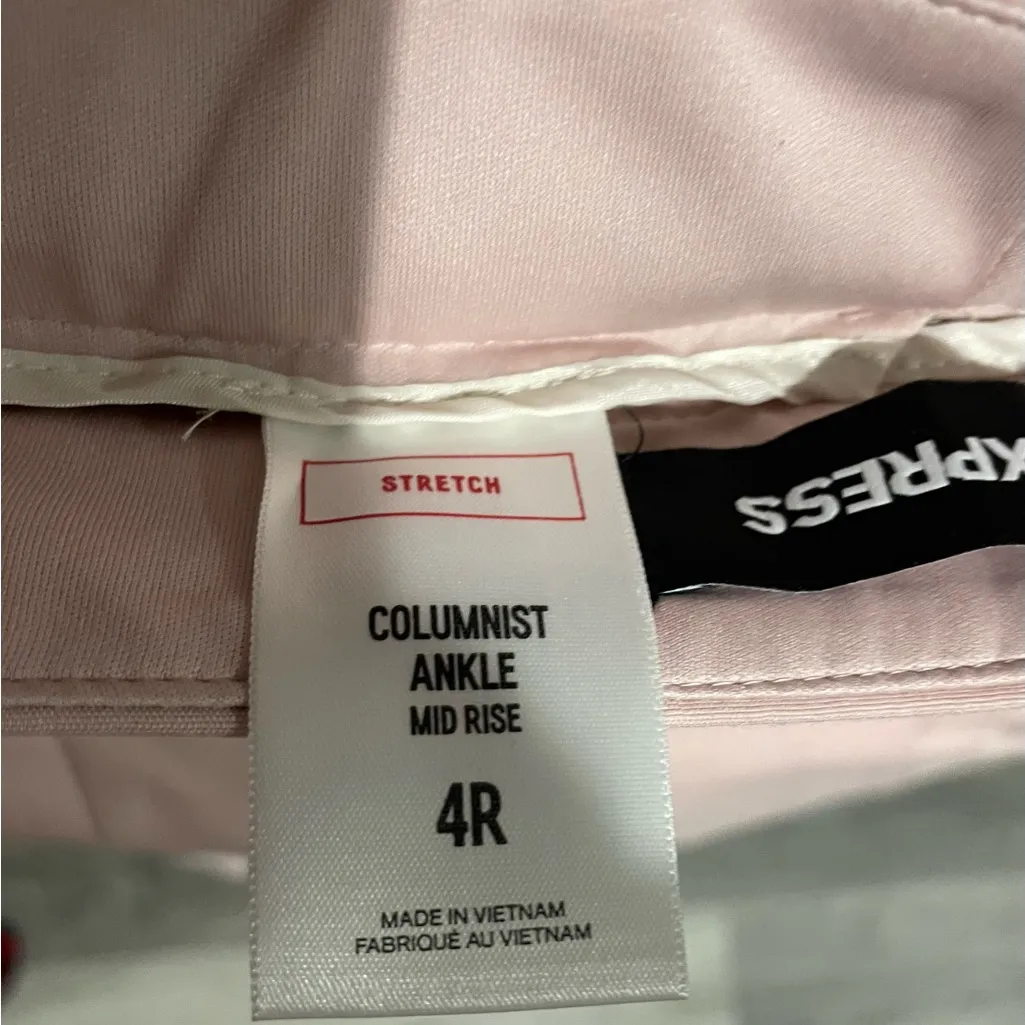 STRETCH
COLUMNIST
ANKLE
MID RISE
4R
MADE IN VIETNAM
FABRIQUÉ AU VIETNAM
XPRESS